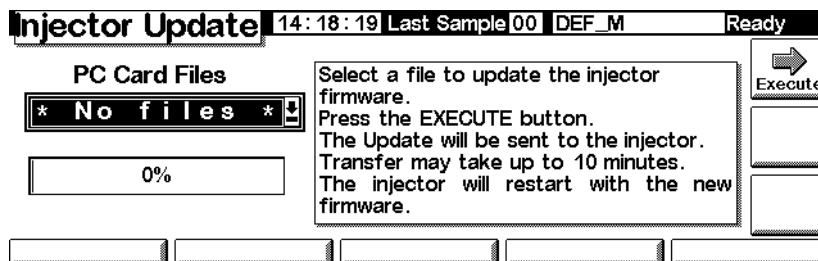 Injector Update 14:18:19 Last Sample 00 DEF_M Ready
PC Card Files
* No files *
0%
Select a file to update the injector
firmware.
Press the EXECUTE button.
The Update will be sent to the injector.
Transfer may take up to 10 minutes.
The injector will restart with the new
firmware.
Execute